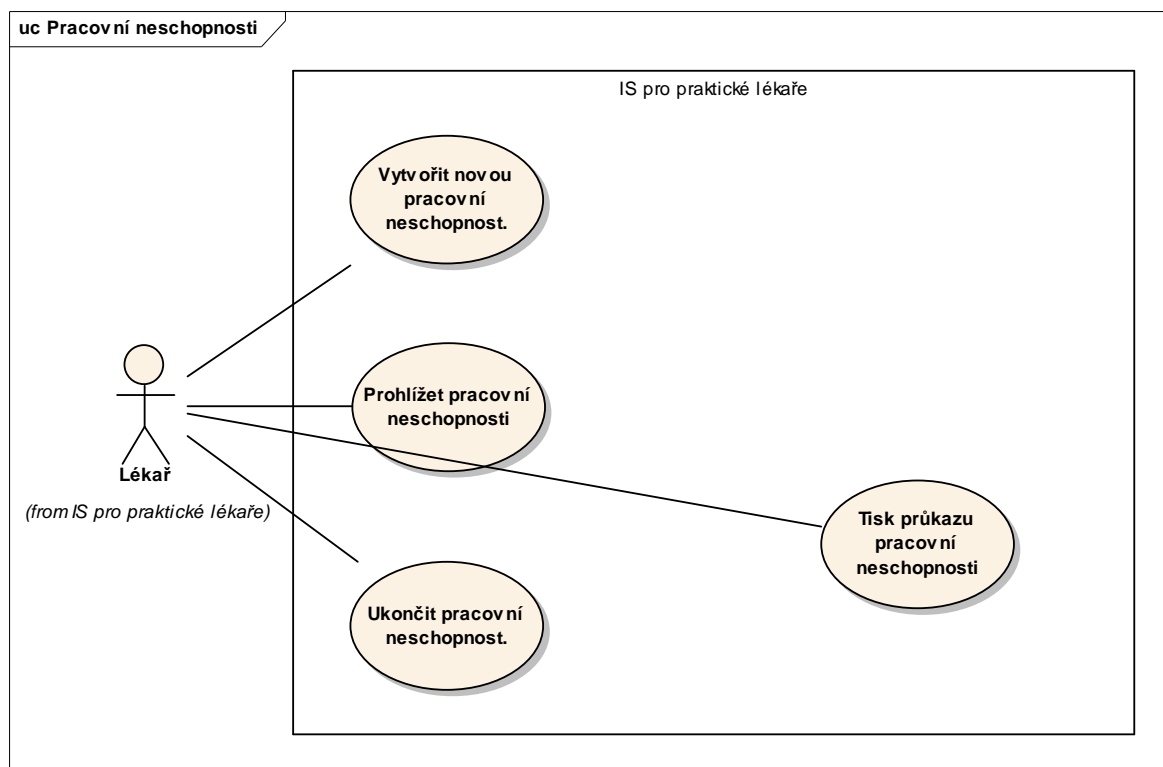 uc Pracovní neschopnosti
IS pro praktické lékaře
Vytvořit novou
pracovní
neschopnost.
Prohlížet pracovní
neschopnosti
Lékař
(from IS pro praktické lékaře)
Tisk průkazu
pracovní
neschopnosti
Ukončit pracovní
neschopnost.